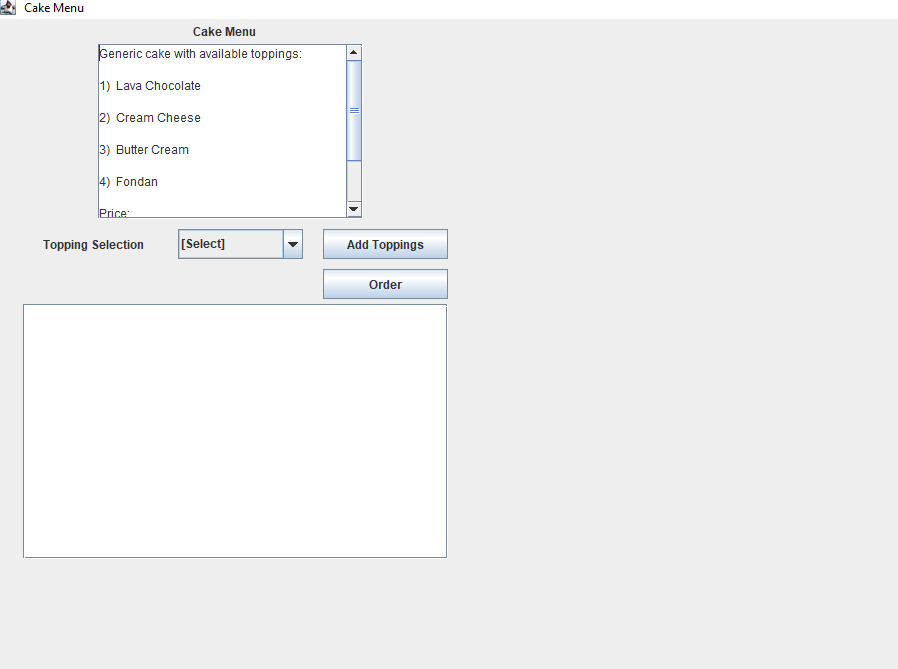 Cake Menu
Cake Menu
Generic cake with available toppings:
1) Lava Chocolate
2) Cream Cheese
3) Butter Cream
4) Fondan
Price:
Topping Selection [Select] Add Toppings
Order